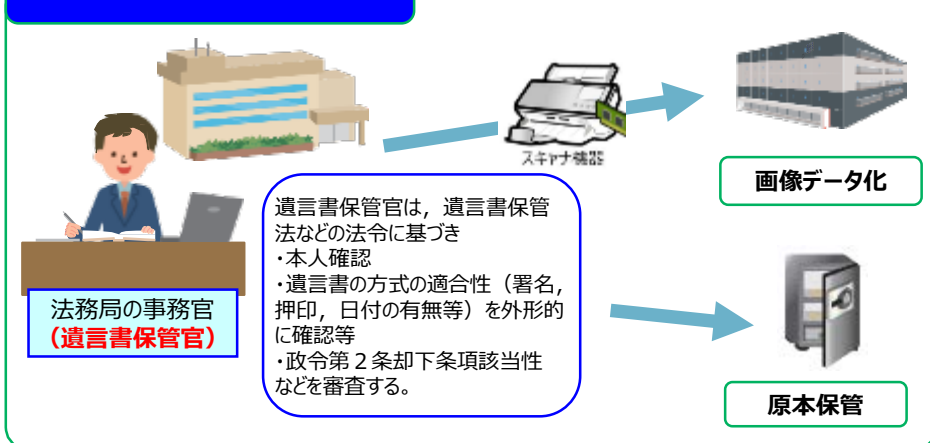 スキャナ機器
画像データ化
遺言書保管官は，遺言書保管
法などの法令に基づき
・本人確認
・遺言書の方式の適合性（署名，
押印，日付の有無等）を外形的
に確認等
・政令第２条却下条項該当性
などを審査する。
法務局の事務官
（遺言書保管官）
原本保管